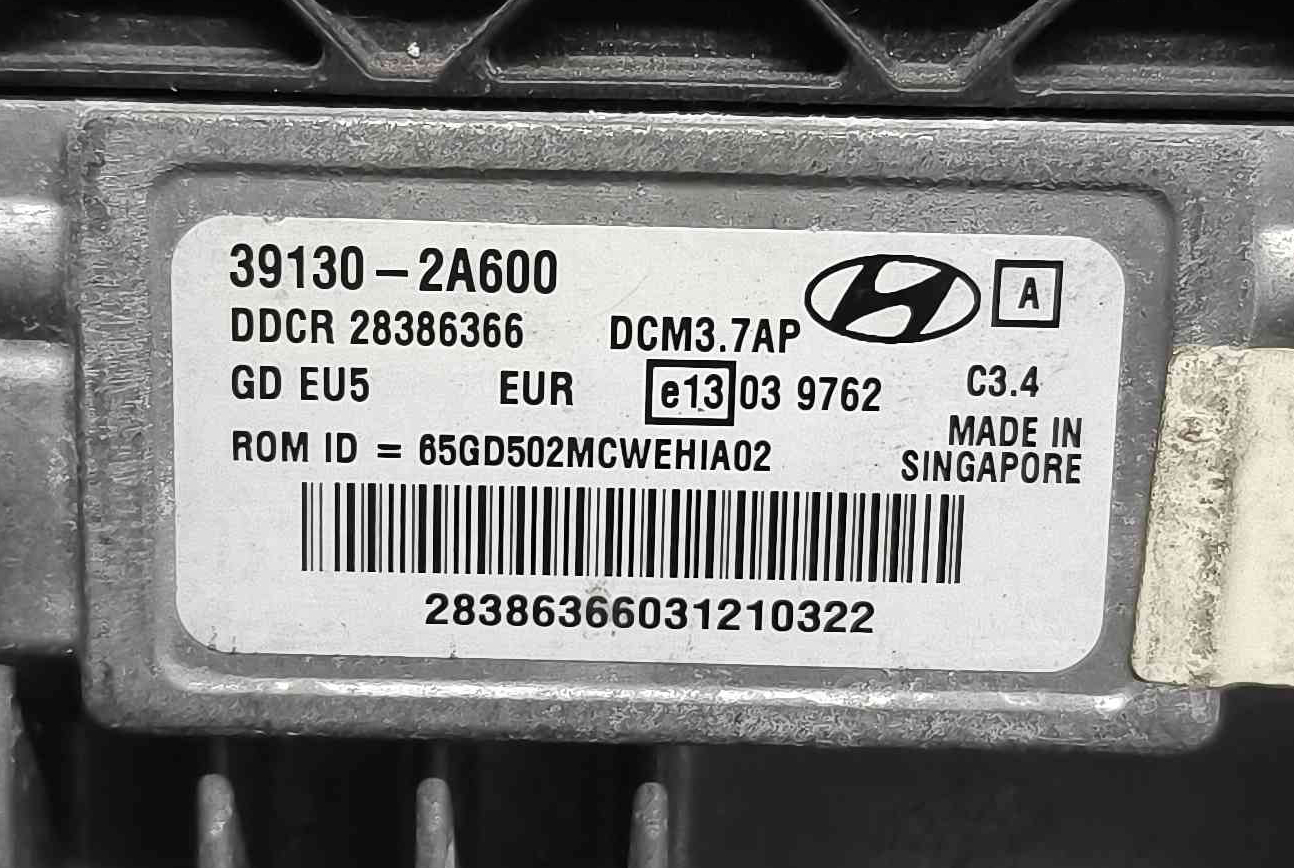 39130-2A600
A
DDCR 28386366 DCM3.7AP
GD EU5 EUR e13 03 9762 C3.4
MADE IN
ROM ID = 65GD502MCWEHIA02
SINGAPORE
28386366031210322